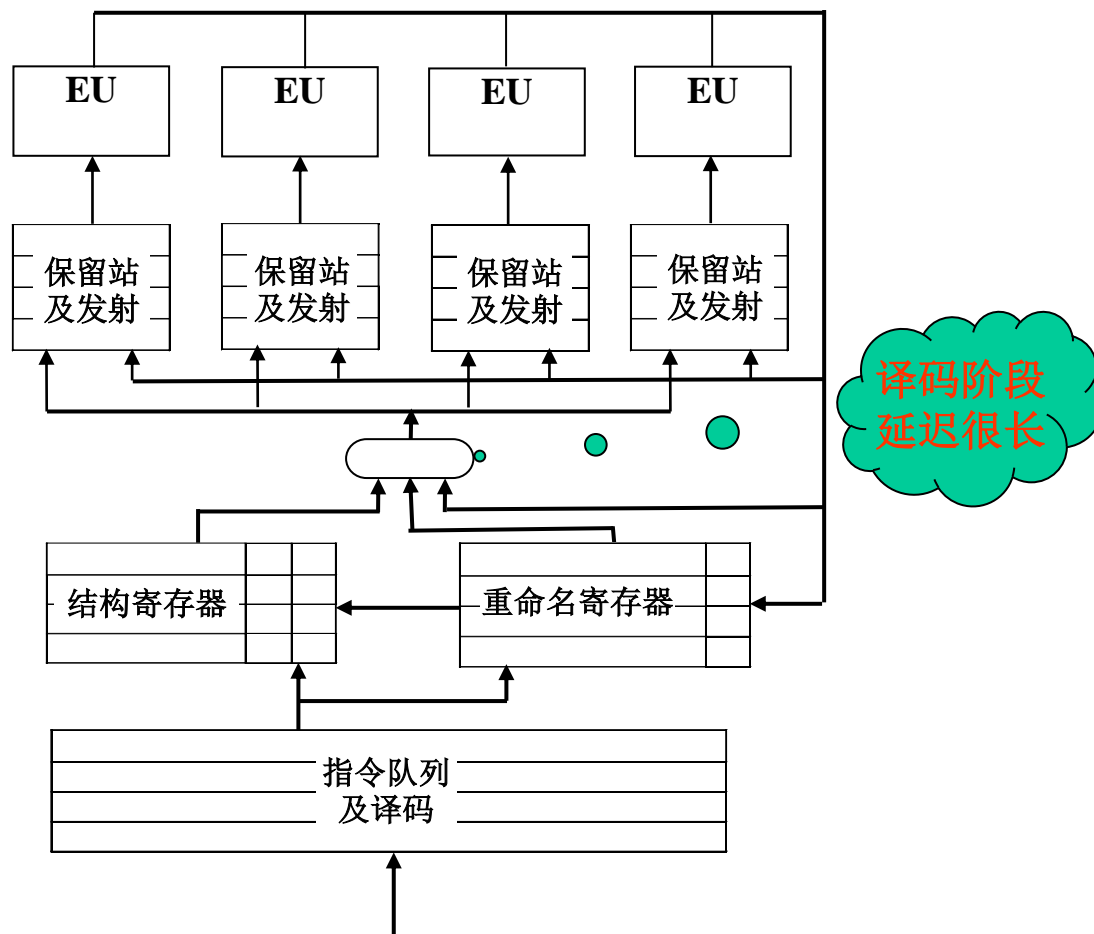 EU
EU
EU
EU
保留站
及发射
保留站
及发射
保留站
及发射
保留站
及发射
译码阶段
延迟很长
结构寄存器
重命名寄存器
指令队列
及译码